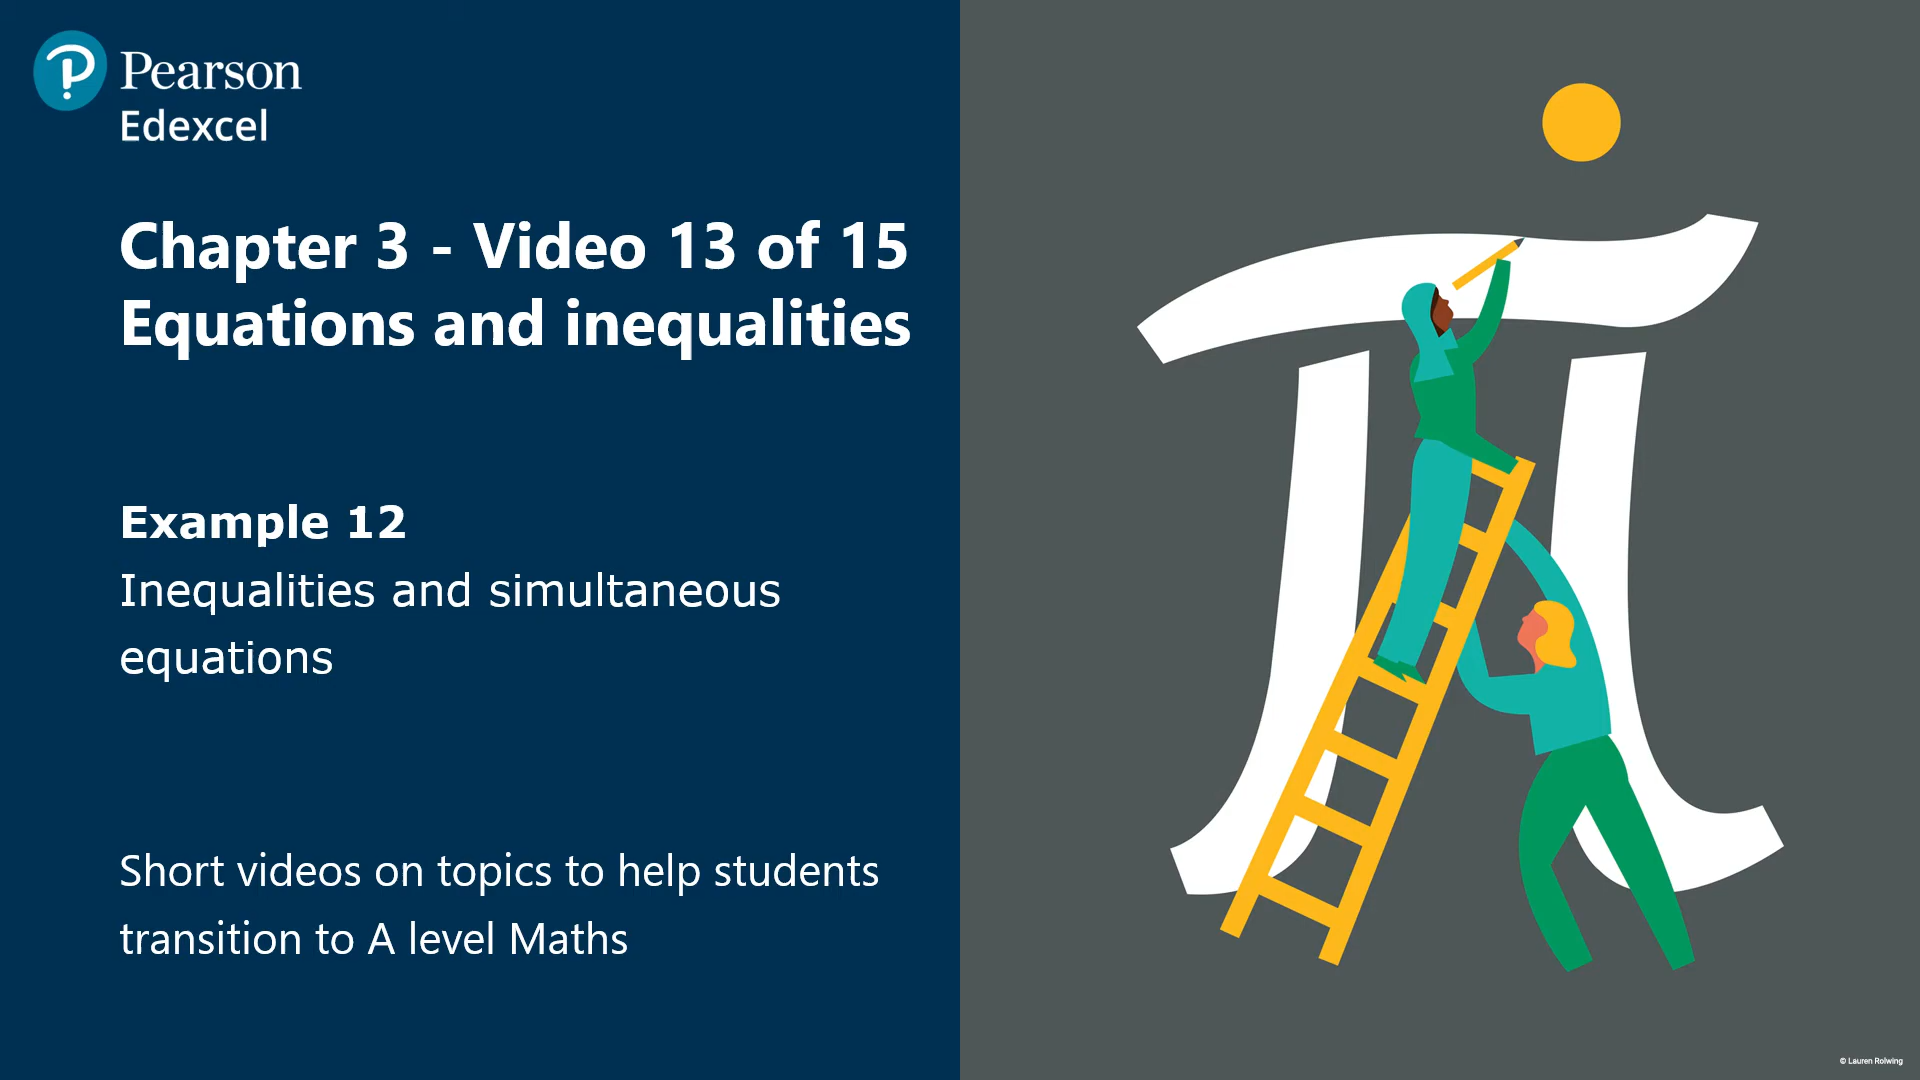 Pearson
Edexcel
Chapter 3 - Video 13 of 15
Equations and inequalities
Example 12
Inequalities and simultaneous
equations
Short videos on topics to help students
transition to A level Maths
© Lauren Rolwing